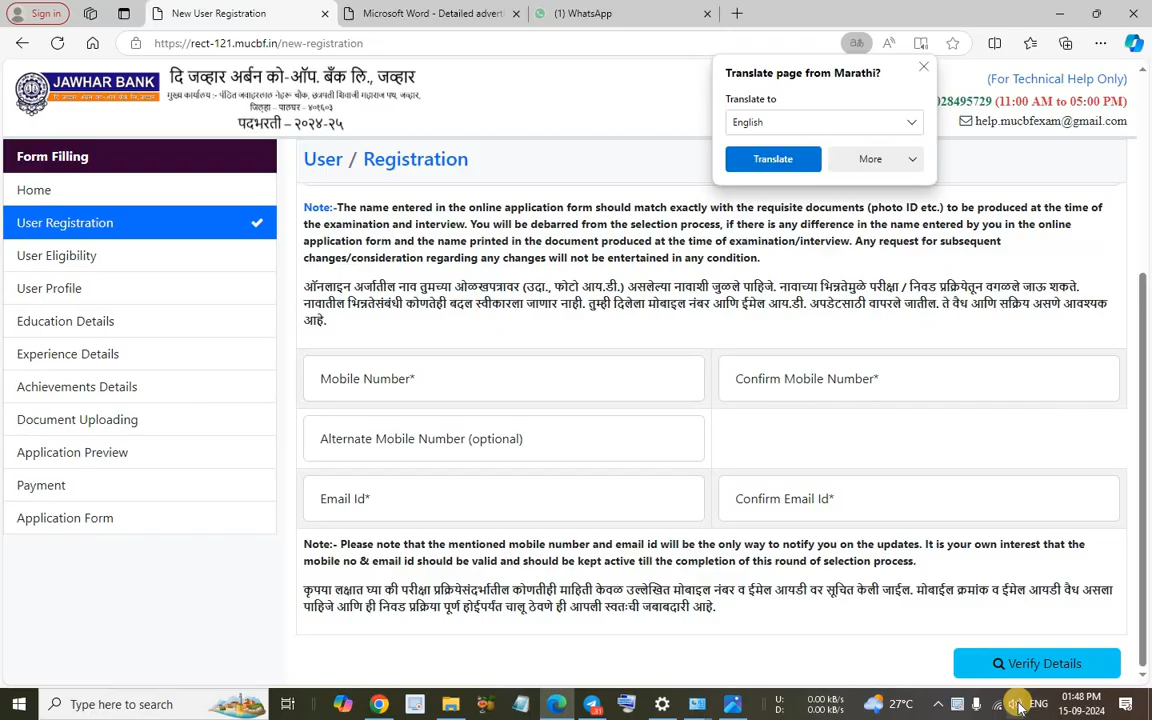 Sign in
New User Registration
Microsoft Word - Detailed advert
(1) WhatsApp
https://rect-121.mucbf.in/new-registration
JAWHAR BANK
दि जव्हार अर्बन को-ऑप. बँक लि., जव्हार
जिल्हा - पालघर - ४०१६०३
पदभरती – २०२४-२५
Translate page from Marathi?
Translate to
English
Translate
More
(For Technical Help Only)
028495729 (11:00 AM to 05:00 PM)
help.mucbfexam@gmail.com
Form Filling
Home
User Registration
User Eligibility
User Profile
Education Details
Experience Details
Achievements Details
Document Uploading
Application Preview
Payment
Application Form
User / Registration
Note:-The name entered in the online application form should match exactly with the requisite documents (photo ID etc.) to be produced at the time of
the examination and interview. You will be debarred from the selection process, if there is any difference in the name entered by you in the online
application form and the name printed in the document produced at the time of examination/interview. Any request for subsequent
changes/consideration regarding any changes will not be entertained in any condition.
ऑनलाइन अर्जातील नाव तुमच्या ओळखपत्रावर (उदा., फोटो आय.डी.) असलेल्या नावाशी जुळले पाहिजे. नावाच्या भिन्नतेमुळे परीक्षा / निवड प्रक्रियेतून वगळले जाऊ शकते.
नावातील भिन्नतेसंबंधी कोणतेही बदल स्वीकारला जाणार नाही. तुम्ही दिलेला मोबाइल नंबर आणि ईमेल आय.डी. अपडेटसाठी वापरले जातील. ते वैध आणि सक्रिय असणे आवश्यक
आहे.
Mobile Number*
Confirm Mobile Number*
Alternate Mobile Number (optional)
Email Id*
Confirm Email Id*
Note:- Please note that the mentioned mobile number and email id will be the only way to notify you on the updates. It is your own interest that the
mobile no & email id should be valid and should be kept active till the completion of this round of selection process.
कृपया लक्षात घ्या की परीक्षा प्रक्रियेसंदर्भातील कोणतीही माहिती केवळ उल्लेखित मोबाइल नंबर व ईमेल आयडी वर सूचित केली जाईल. मोबाईल क्रमांक व ईमेल आयडी वैध असला
पाहिजे आणि ही निवड प्रक्रिया पूर्ण होईपर्यंत चालू ठेवणे ही आपली स्वतःची जबाबदारी आहे.
Verify Details
Type here to search
U: 0.00 kB/s
D: 0.00 kB/s
27°C
ENG
01:48 PM
15-09-2024